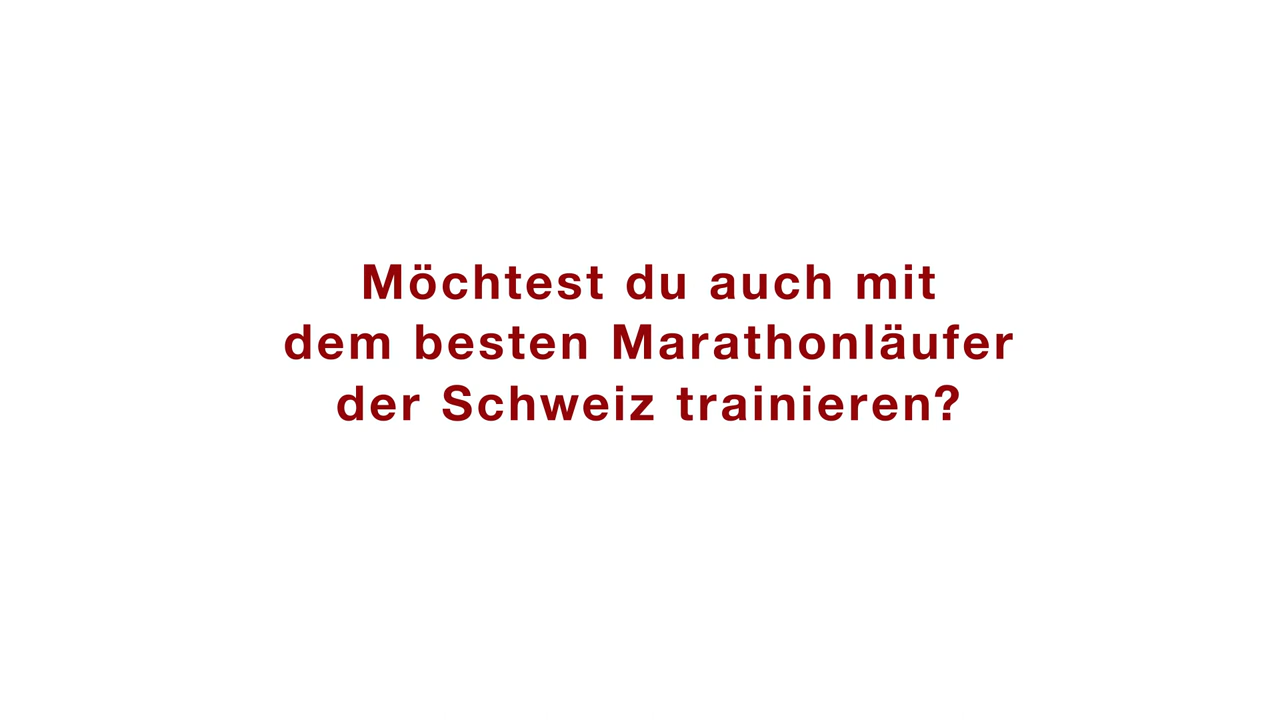 Möchtest du auch mit
dem besten Marathonläufer
der Schweiz trainieren?